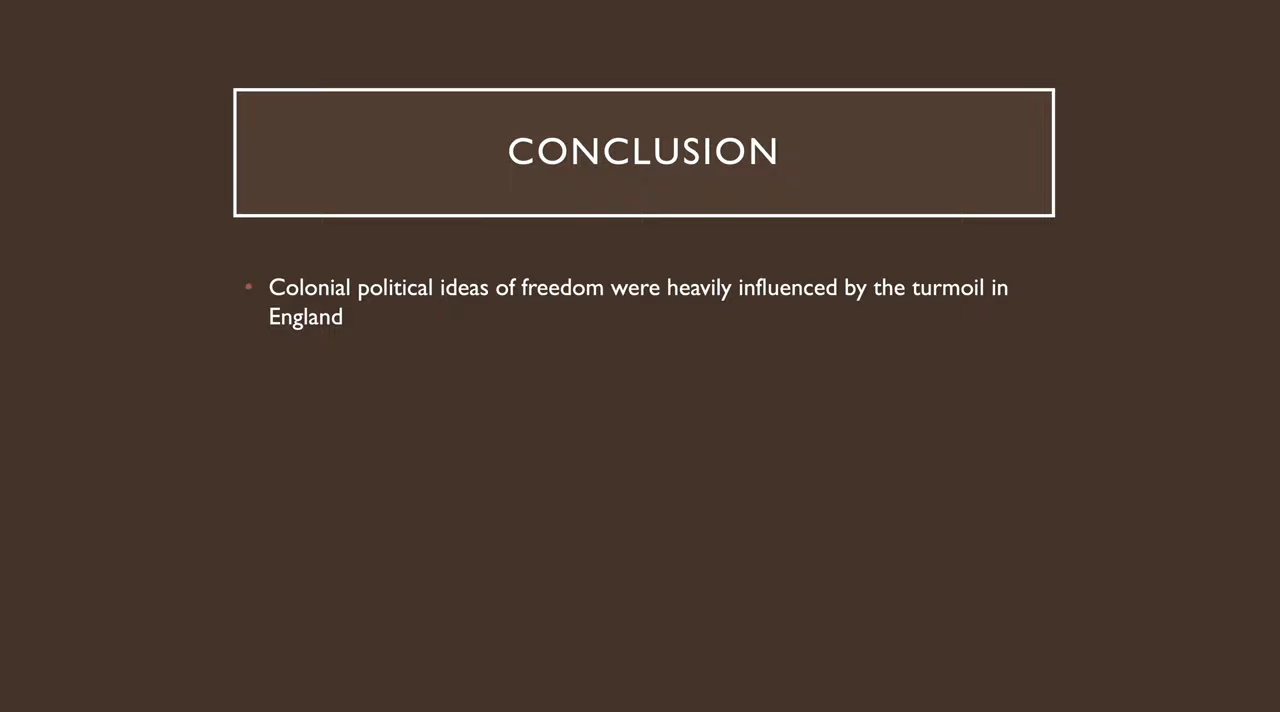 CONCLUSION
• Colonial political ideas of freedom were heavily influenced by the turmoil in
England